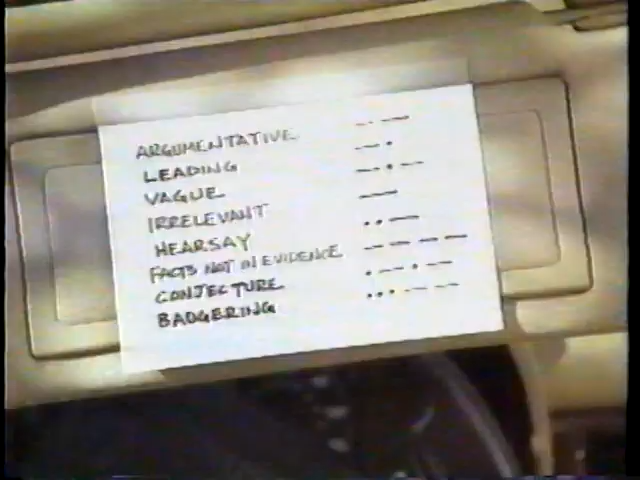 ARGUMENTATIVE .. —
LEADING — .
VAGUE — . —
IRRELEVANT —
HEARSAY .. —
FACTS NOT IN EVIDENCE — — — —
CONJECTURE . — . —
BADGERING ... — —